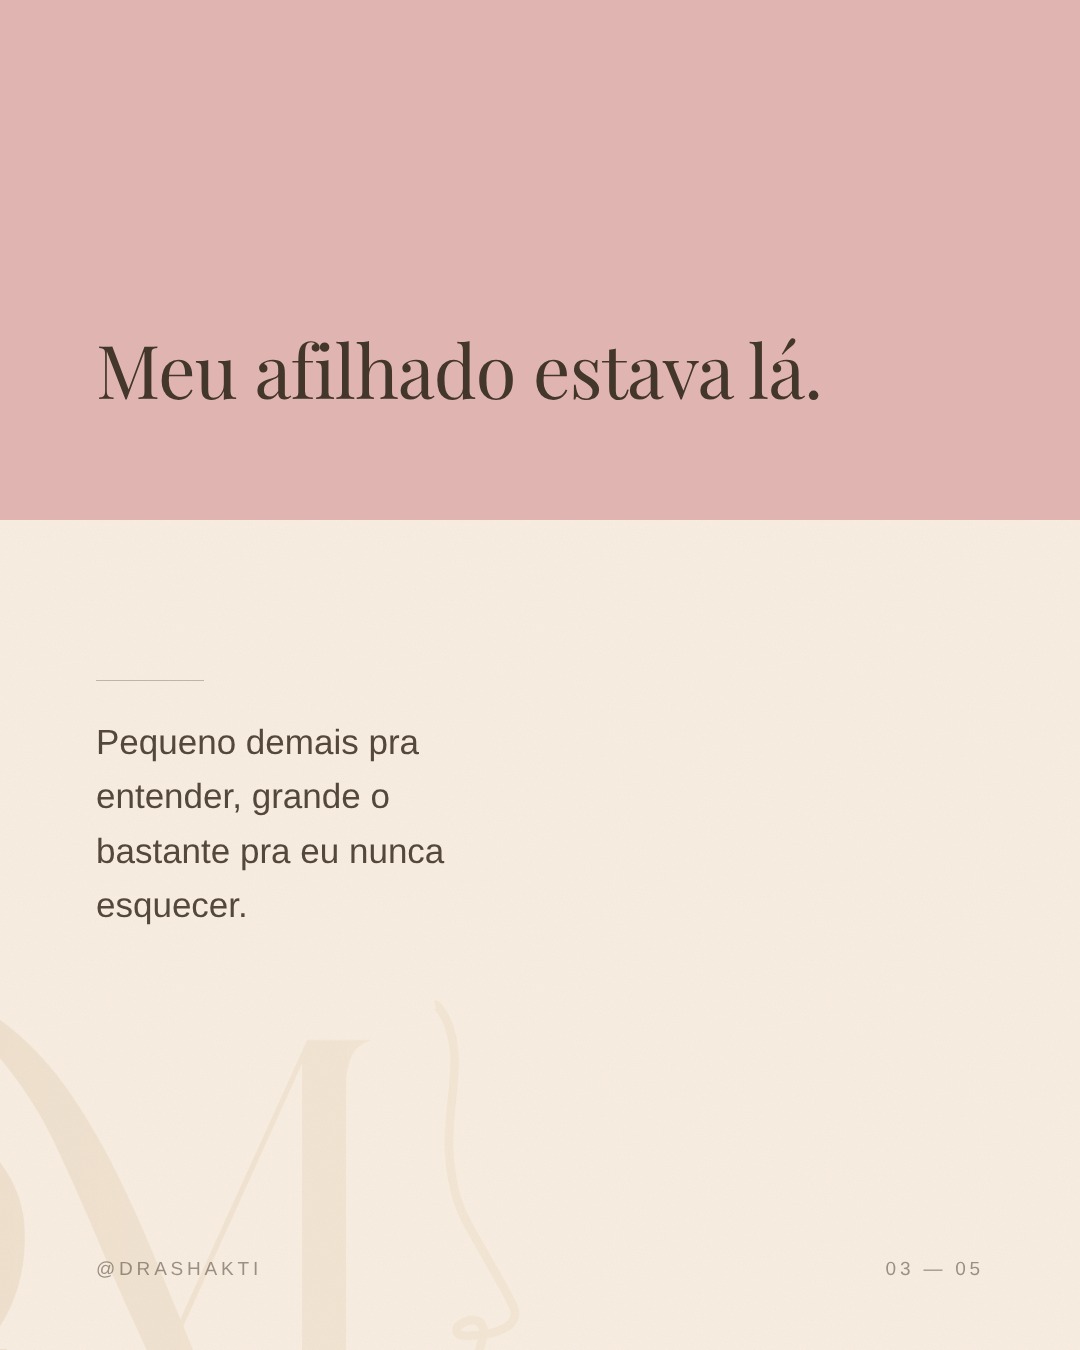 Meu afilhado estava lá.
Pequeno demais pra
entender, grande o
bastante pra eu nunca
esquecer.
M
@DRASHAKTI
03 — 05